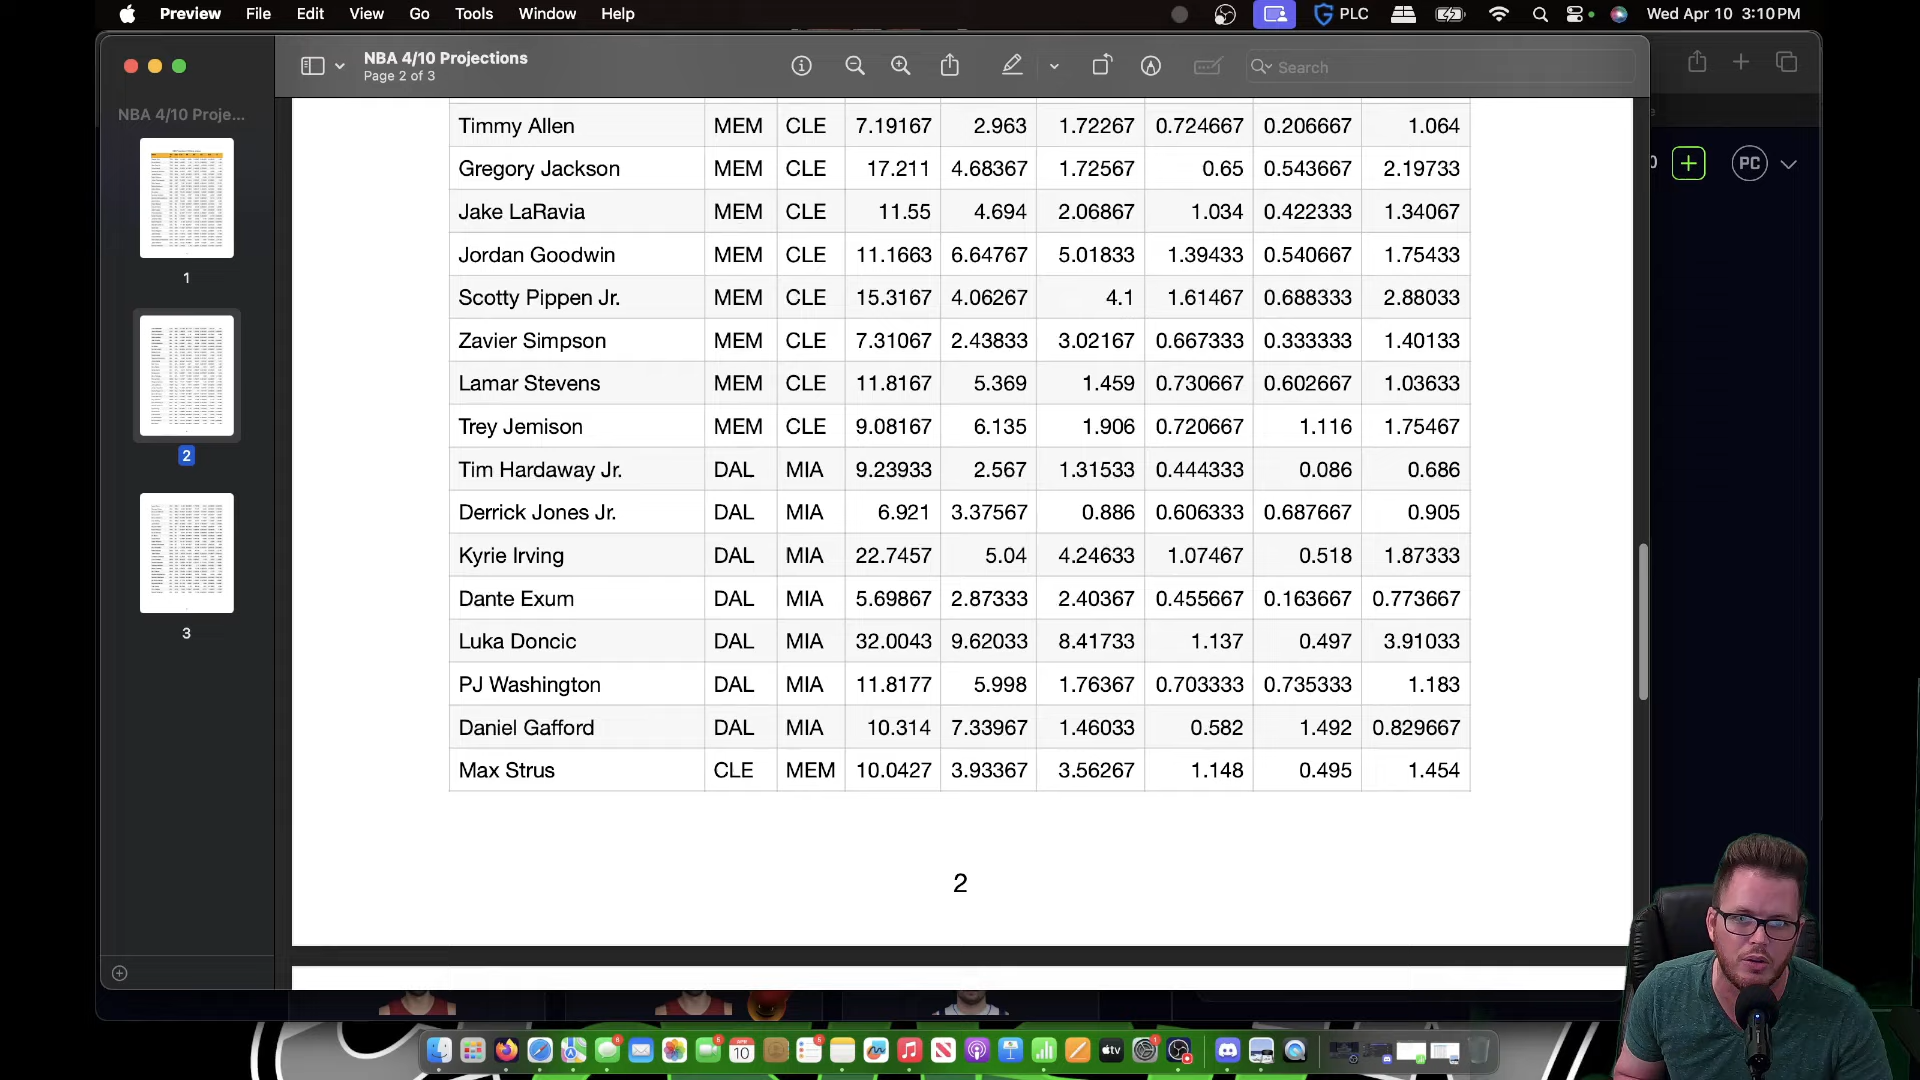 Preview File Edit View Go Tools Window Help PLC Wed Apr 10 3:10 PM
NBA 4/10 Projections
Page 2 of 3
Search
NBA 4/10 Proje...
1
2
3
PC
Timmy Allen MEM CLE 7.19167 2.963 1.72267 0.724667 0.206667 1.064
Gregory Jackson MEM CLE 17.211 4.68367 1.72567 0.65 0.543667 2.19733
Jake LaRavia MEM CLE 11.55 4.694 2.06867 1.034 0.422333 1.34067
Jordan Goodwin MEM CLE 11.1663 6.64767 5.01833 1.39433 0.540667 1.75433
Scotty Pippen Jr. MEM CLE 15.3167 4.06267 4.1 1.61467 0.688333 2.88033
Zavier Simpson MEM CLE 7.31067 2.43833 3.02167 0.667333 0.333333 1.40133
Lamar Stevens MEM CLE 11.8167 5.369 1.459 0.730667 0.602667 1.03633
Trey Jemison MEM CLE 9.08167 6.135 1.906 0.720667 1.116 1.75467
Tim Hardaway Jr. DAL MIA 9.23933 2.567 1.31533 0.444333 0.086 0.686
Derrick Jones Jr. DAL MIA 6.921 3.37567 0.886 0.606333 0.687667 0.905
Kyrie Irving DAL MIA 22.7457 5.04 4.24633 1.07467 0.518 1.87333
Dante Exum DAL MIA 5.69867 2.87333 2.40367 0.455667 0.163667 0.773667
Luka Doncic DAL MIA 32.0043 9.62033 8.41733 1.137 0.497 3.91033
PJ Washington DAL MIA 11.8177 5.998 1.76367 0.703333 0.735333 1.183
Daniel Gafford DAL MIA 10.314 7.33967 1.46033 0.582 1.492 0.829667
Max Strus CLE MEM 10.0427 3.93367 3.56267 1.148 0.495 1.454
2
APR
10
tv